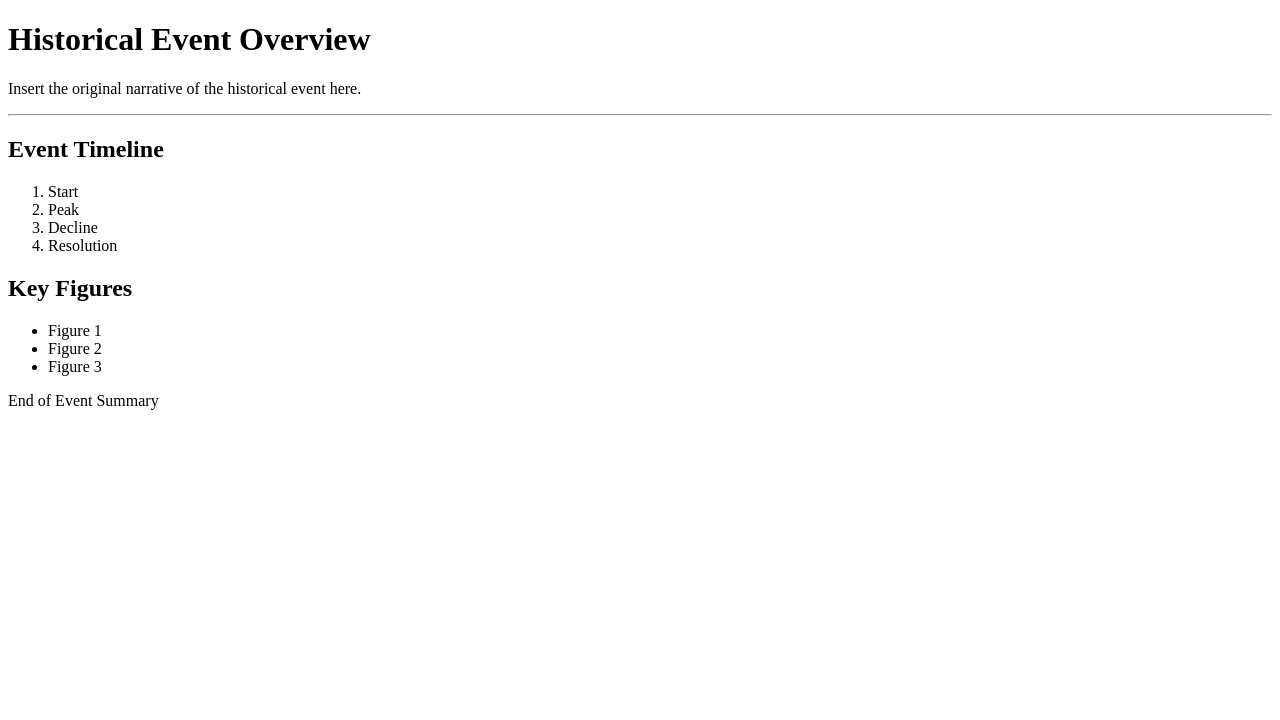 Historical Event Overview
Insert the original narrative of the historical event here.
Event Timeline
1. Start
2. Peak
3. Decline
4. Resolution
Key Figures
• Figure 1
• Figure 2
• Figure 3
End of Event Summary